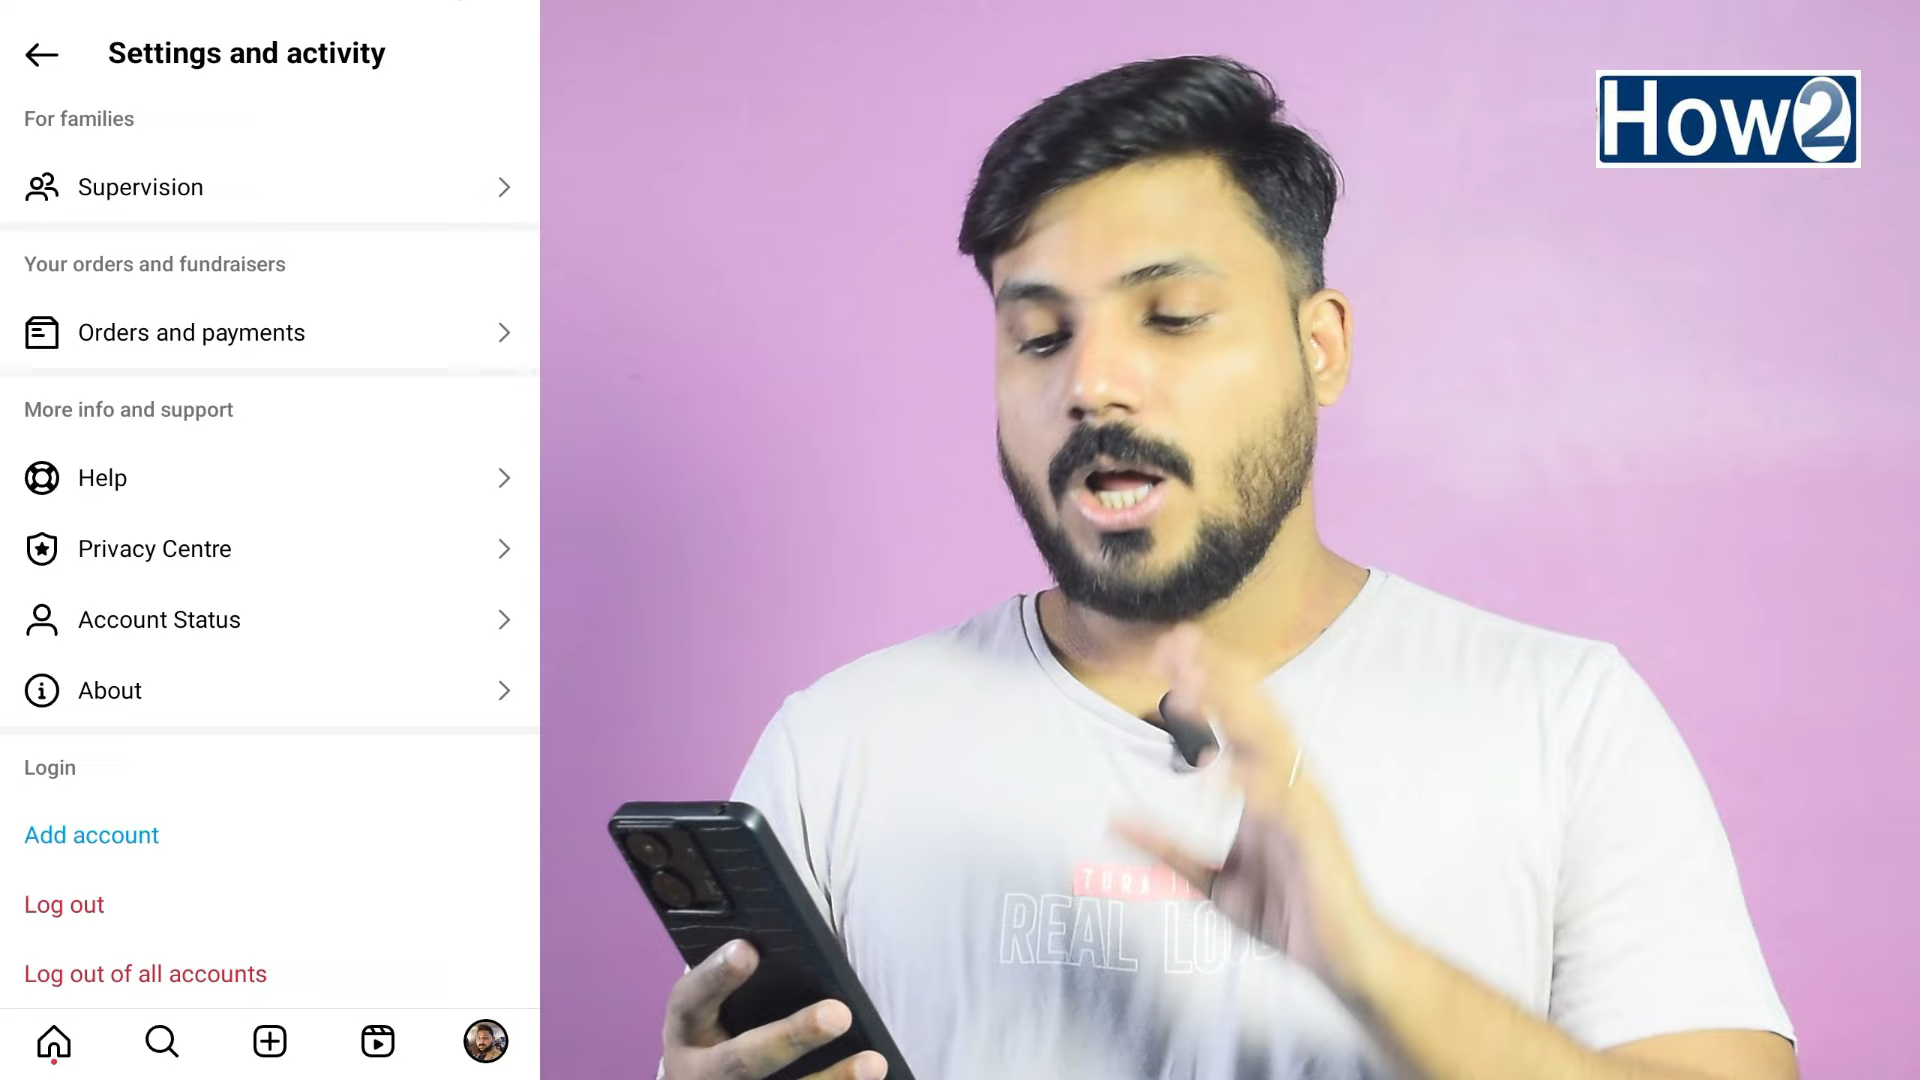 Settings and activity
For families
Supervision
Your orders and fundraisers
Orders and payments
More info and support
Help
Privacy Centre
Account Status
About
Login
Add account
Log out
Log out of all accounts
How2
REAL